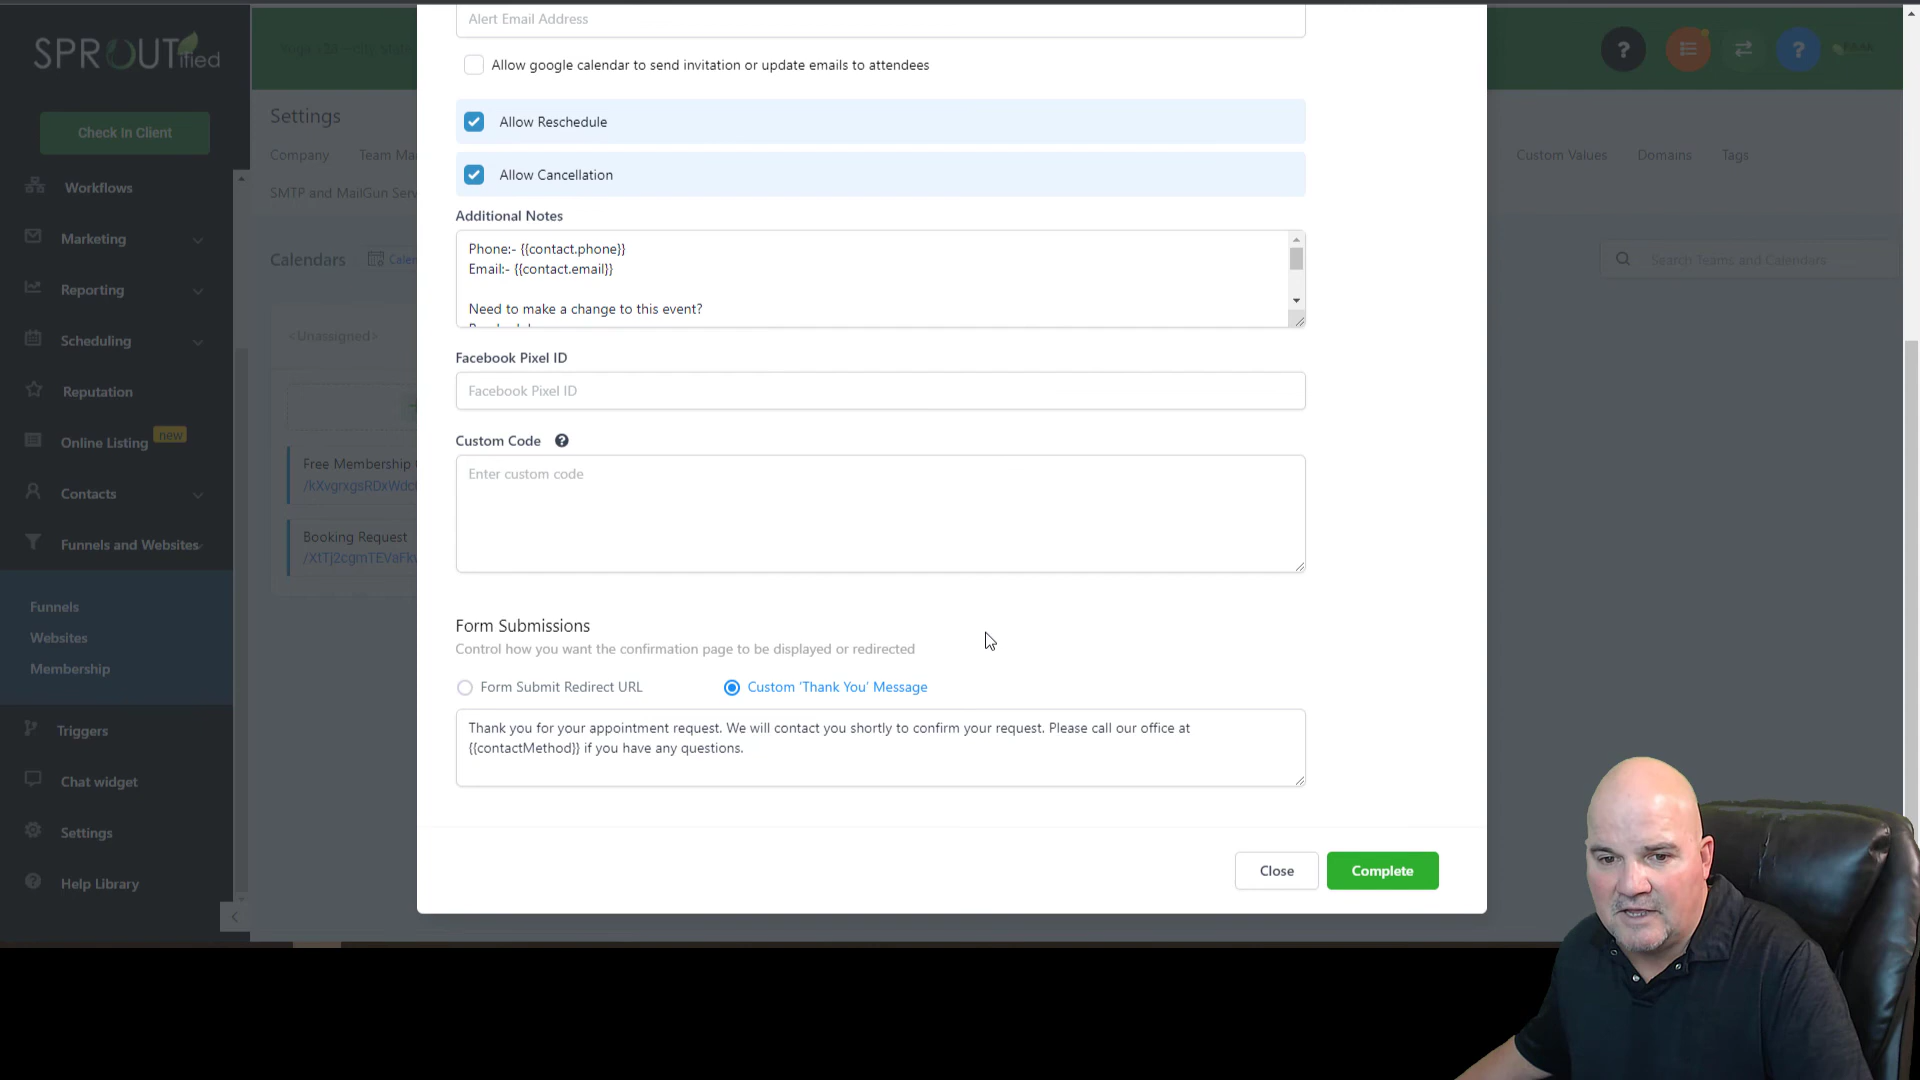 SPROUTified
Check In Client
Workflows
Marketing
Reporting
Scheduling
Reputation
Online Listing new
Contacts
Funnels and Websites
Funnels
Websites
Membership
Triggers
Chat widget
Settings
Help Library
Settings
Company
SMTP and MailGun Serv
Calendars
<Unassigned>
Free Membership
Booking Request
Custom Values
Domains
Tags
Search Teams and Calendars
Alert Email Address
Allow google calendar to send invitation or update emails to attendees
Allow Reschedule
Allow Cancellation
Additional Notes
Phone:- {{contact.phone}}
Email:- {{contact.email}}
Need to make a change to this event?
Facebook Pixel ID
Facebook Pixel ID
Custom Code ?
Enter custom code
Form Submissions
Control how you want the confirmation page to be displayed or redirected
Form Submit Redirect URL
Custom 'Thank You' Message
Thank you for your appointment request. We will contact you shortly to confirm your request. Please call our office at
{{contactMethod}} if you have any questions.
Close
Complete